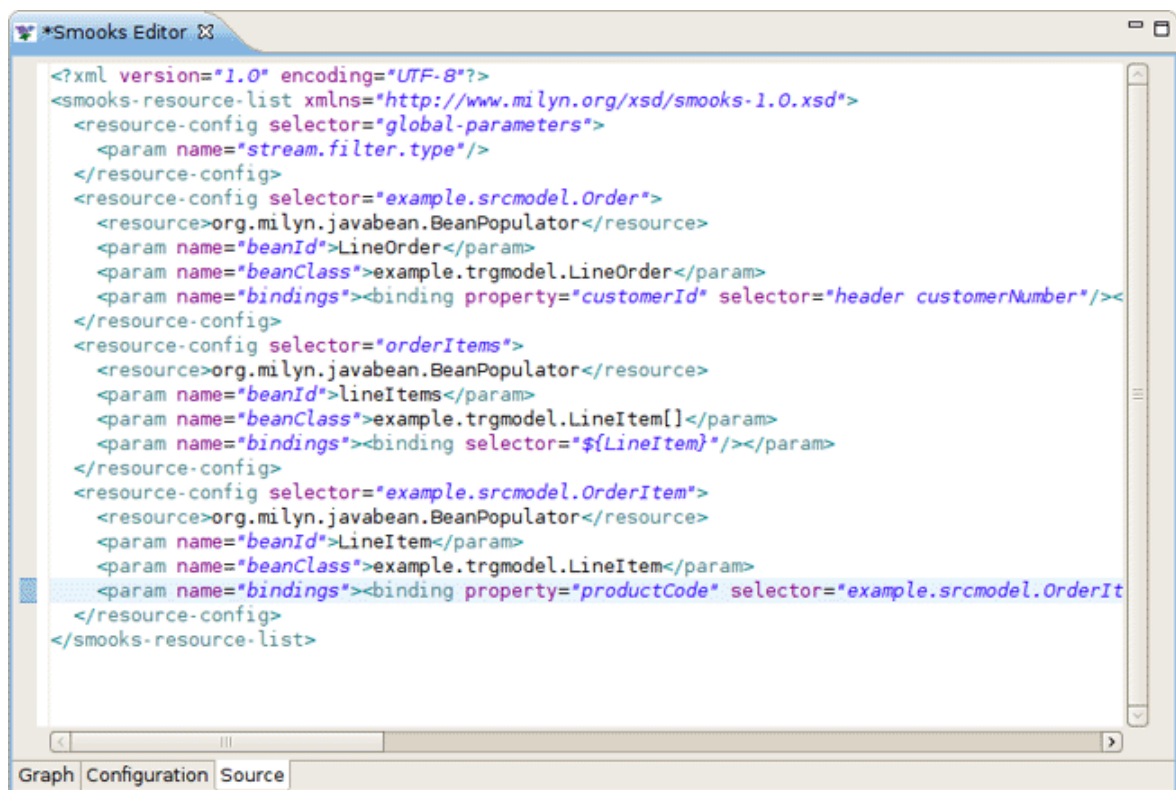 *Smooks Editor
<?xml version="1.0" encoding="UTF-8"?>
<smooks-resource-list xmlns="http://www.milyn.org/xsd/smooks-1.0.xsd">
<resource-config selector="global-parameters">
<param name="stream.filter.type"/>
</resource-config>
<resource-config selector="example.srcmodel.Order">
<resource>org.milyn.javabean.BeanPopulator</resource>
<param name="beanId">LineOrder</param>
<param name="beanClass">example.trgmodel.LineOrder</param>
<param name="bindings"><binding property="customerId" selector="header customerNumber"/><
</resource-config>
<resource-config selector="orderItems">
<resource>org.milyn.javabean.BeanPopulator</resource>
<param name="beanId">lineItems</param>
<param name="beanClass">example.trgmodel.LineItem[]</param>
<param name="bindings"><binding selector="${LineItem}"/></param>
</resource-config>
<resource-config selector="example.srcmodel.OrderItem">
<resource>org.milyn.javabean.BeanPopulator</resource>
<param name="beanId">LineItem</param>
<param name="beanClass">example.trgmodel.LineItem</param>
<param name="bindings"><binding property="productCode" selector="example.srcmodel.OrderIt
</resource-config>
</smooks-resource-list>
Graph Configuration Source